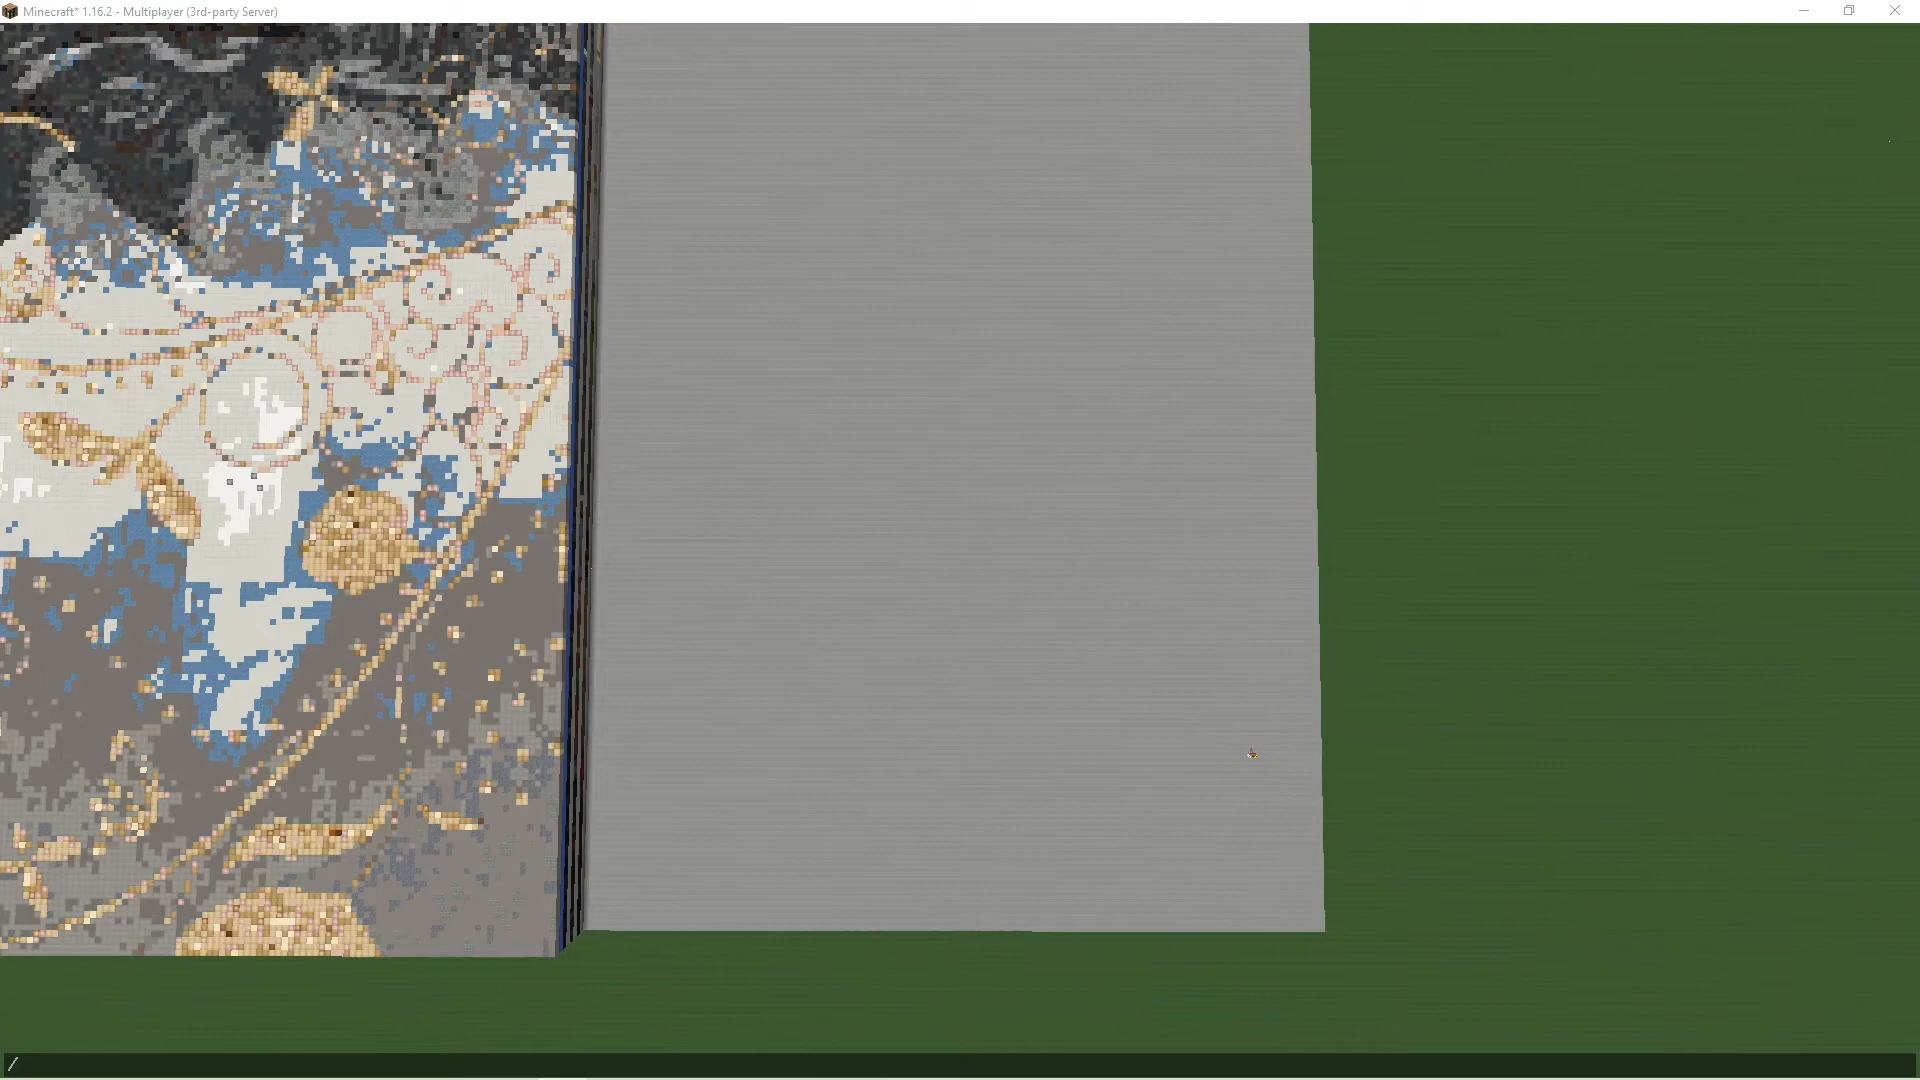 Minecraft* 1.16.2 - Multiplayer (3rd-party Server)
/